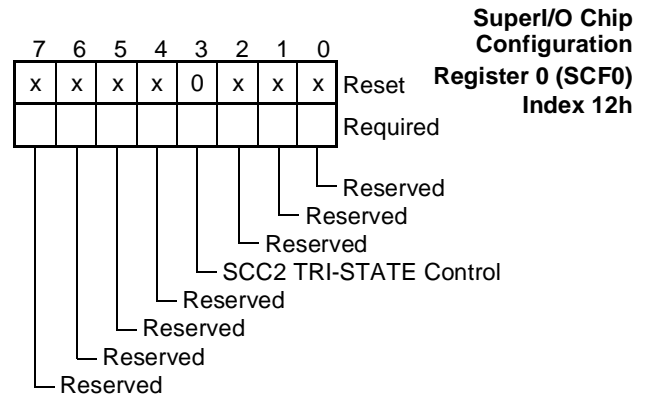 SuperI/O Chip
Configuration
Register 0 (SCF0)
Index 12h
7 6 5 4 3 2 1 0
x x x x 0 x x x Reset
Required
Reserved
Reserved
Reserved
SCC2 TRI-STATE Control
Reserved
Reserved
Reserved
Reserved